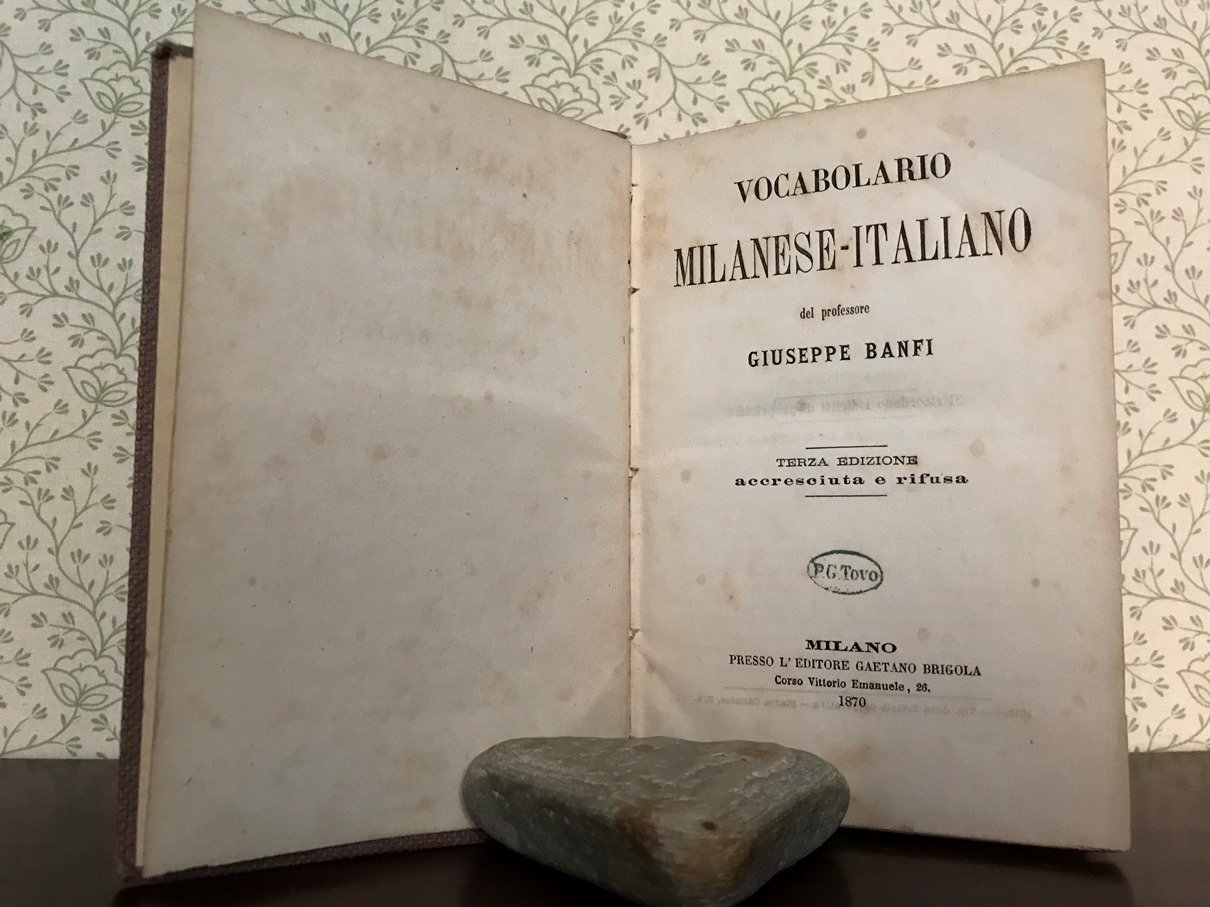 VOCABOLARIO
MILANESE-ITALIANO
del professore
GIUSEPPE BANFI
TERZA EDIZIONE
accresciuta e rifusa
P.G. Tovo
MILANO
PRESSO L' EDITORE GAETANO BRIGOLA
Corso Vittorio Emanuele, 26.
1870